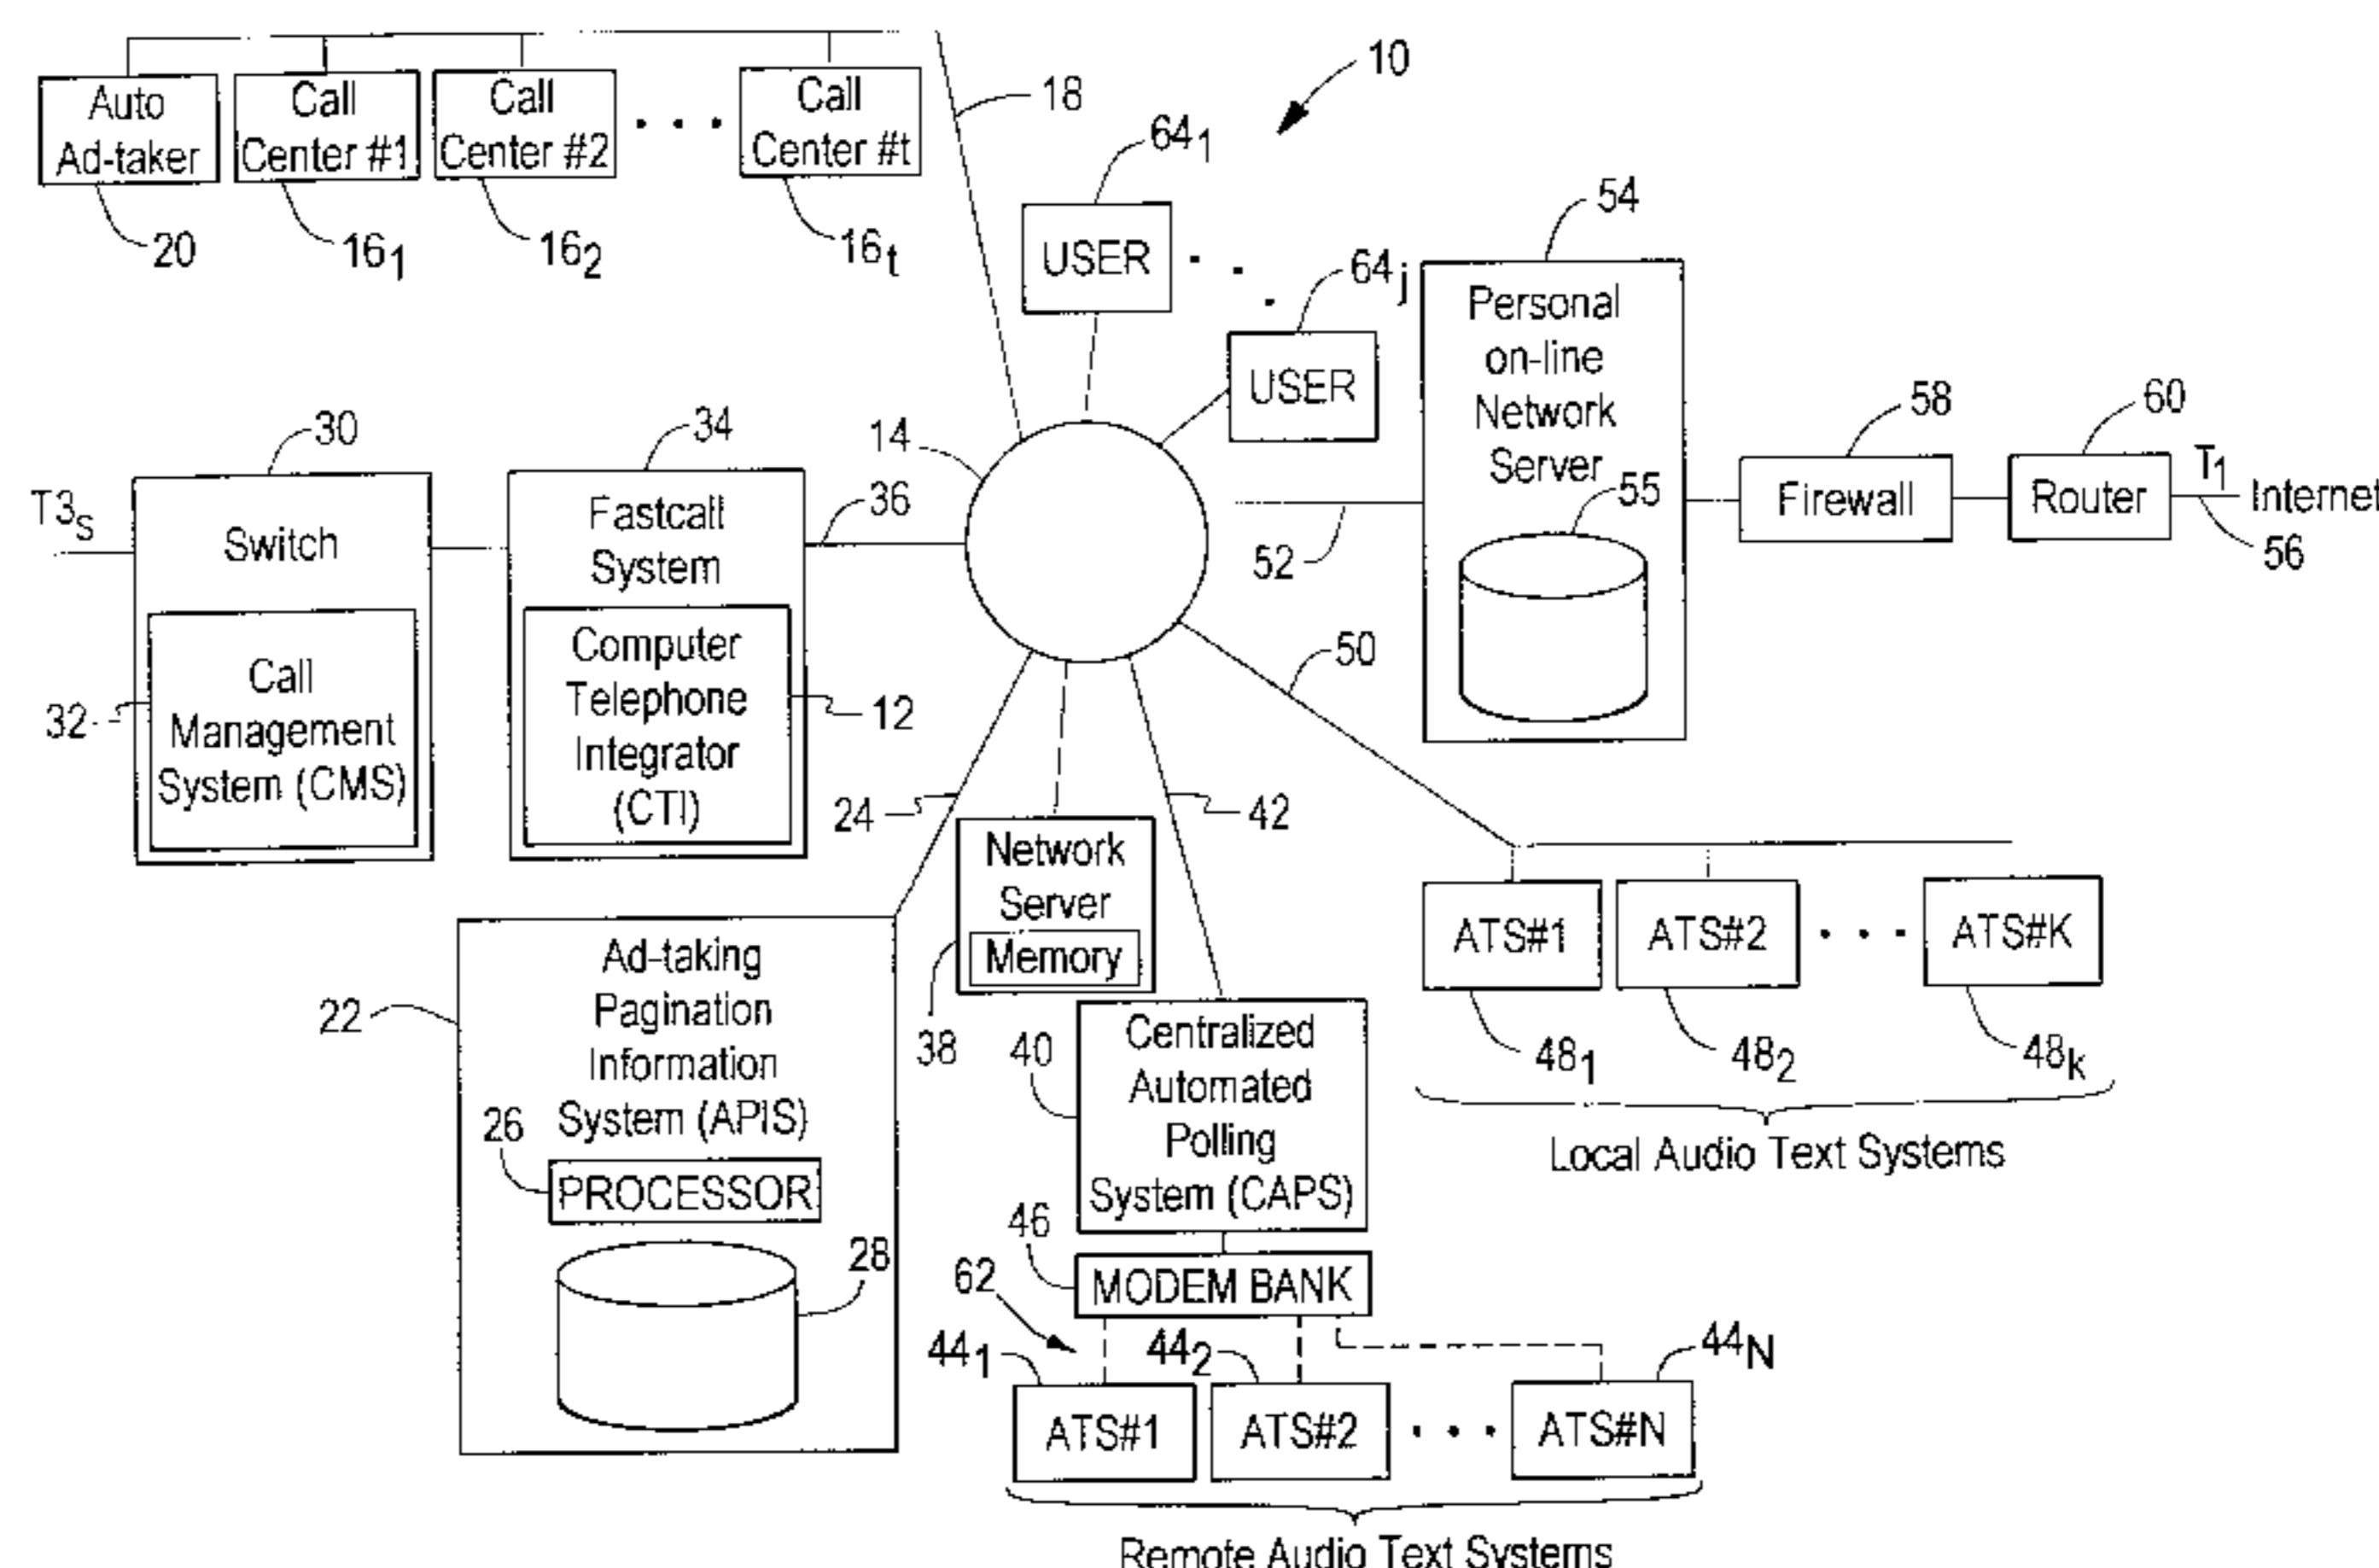 10
Auto
Ad-taker
Call
Center #1
Call
Center #2
Call
Center #t
20
16₁
16₂
16t
18
64₁
USER
64j
USER
54
Personal
on-line
Network
Server
55
58
Firewall
60
Router
T1
Internet
56
52
T3S
30
Switch
32
Call
Management
System (CMS)
34
Fastcall
System
Computer
Telephone
Integrator
(CTI)
12
36
14
24
42
50
22
Ad-taking
Pagination
Information
System (APIS)
26
PROCESSOR
28
Network
Server
Memory
38
40
Centralized
Automated
Polling
System (CAPS)
46
MODEM BANK
62
44₁
44₂
44N
ATS#1
ATS#2
ATS#N
Remote Audio Text Systems
ATS#1
ATS#2
ATS#K
48₁
48₂
48k
Local Audio Text Systems